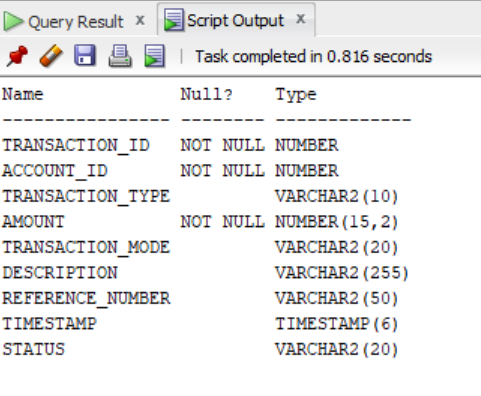 Query Result x Script Output x
Task completed in 0.816 seconds
Name Null? Type
---------------- -------- -------------
TRANSACTION_ID NOT NULL NUMBER
ACCOUNT_ID NOT NULL NUMBER
TRANSACTION_TYPE VARCHAR2(10)
AMOUNT NOT NULL NUMBER(15,2)
TRANSACTION_MODE VARCHAR2(20)
DESCRIPTION VARCHAR2(255)
REFERENCE_NUMBER VARCHAR2(50)
TIMESTAMP TIMESTAMP(6)
STATUS VARCHAR2(20)